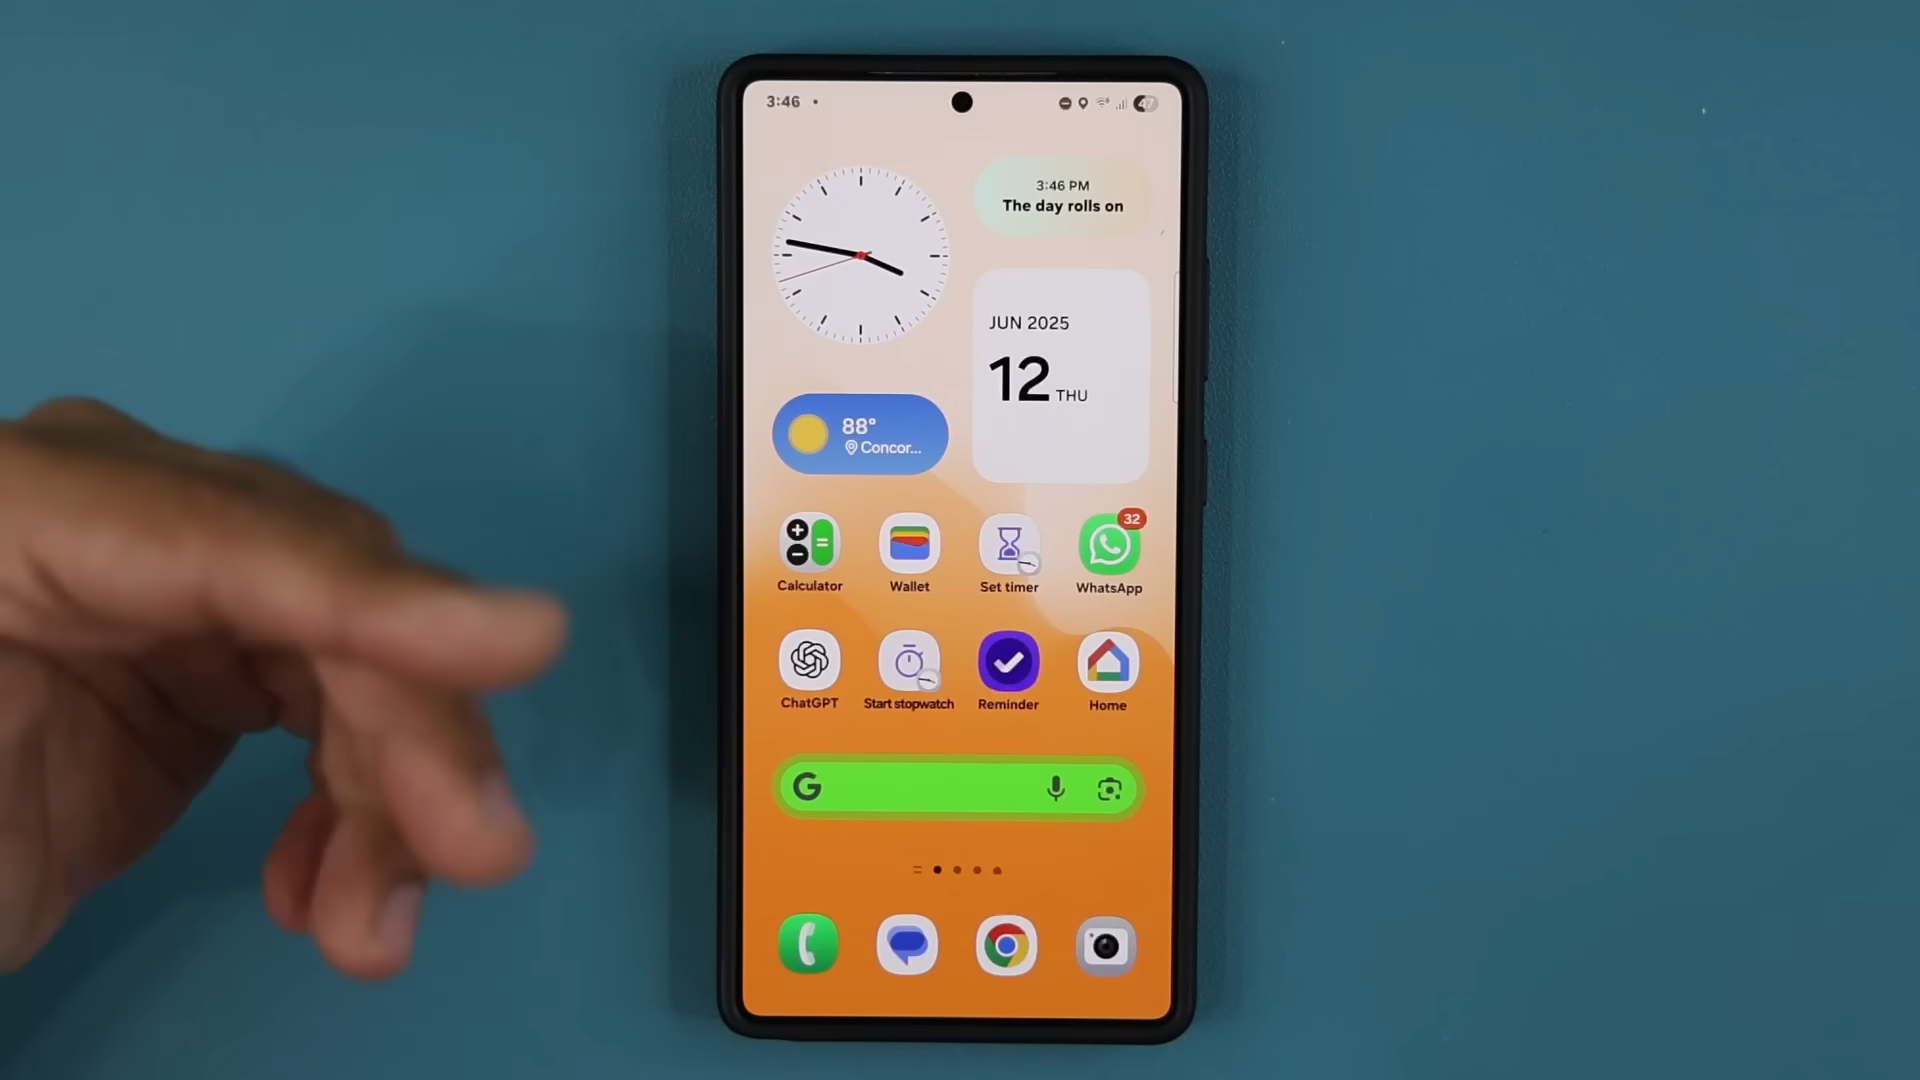 3:46
47
3:46 PM
The day rolls on
JUN 2025
12 THU
88°
Concor...
32
Calculator
Wallet
Set timer
WhatsApp
ChatGPT
Start stopwatch
Reminder
Home
G